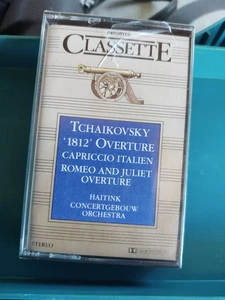 CLASSETTE
TCHAIKOVSKY
'1812' OVERTURE
CAPRICCIO ITALIEN
ROMEO AND JULIET
OVERTURE
HAITINK
CONCERTGEBOUW
ORCHESTRA
STEREO